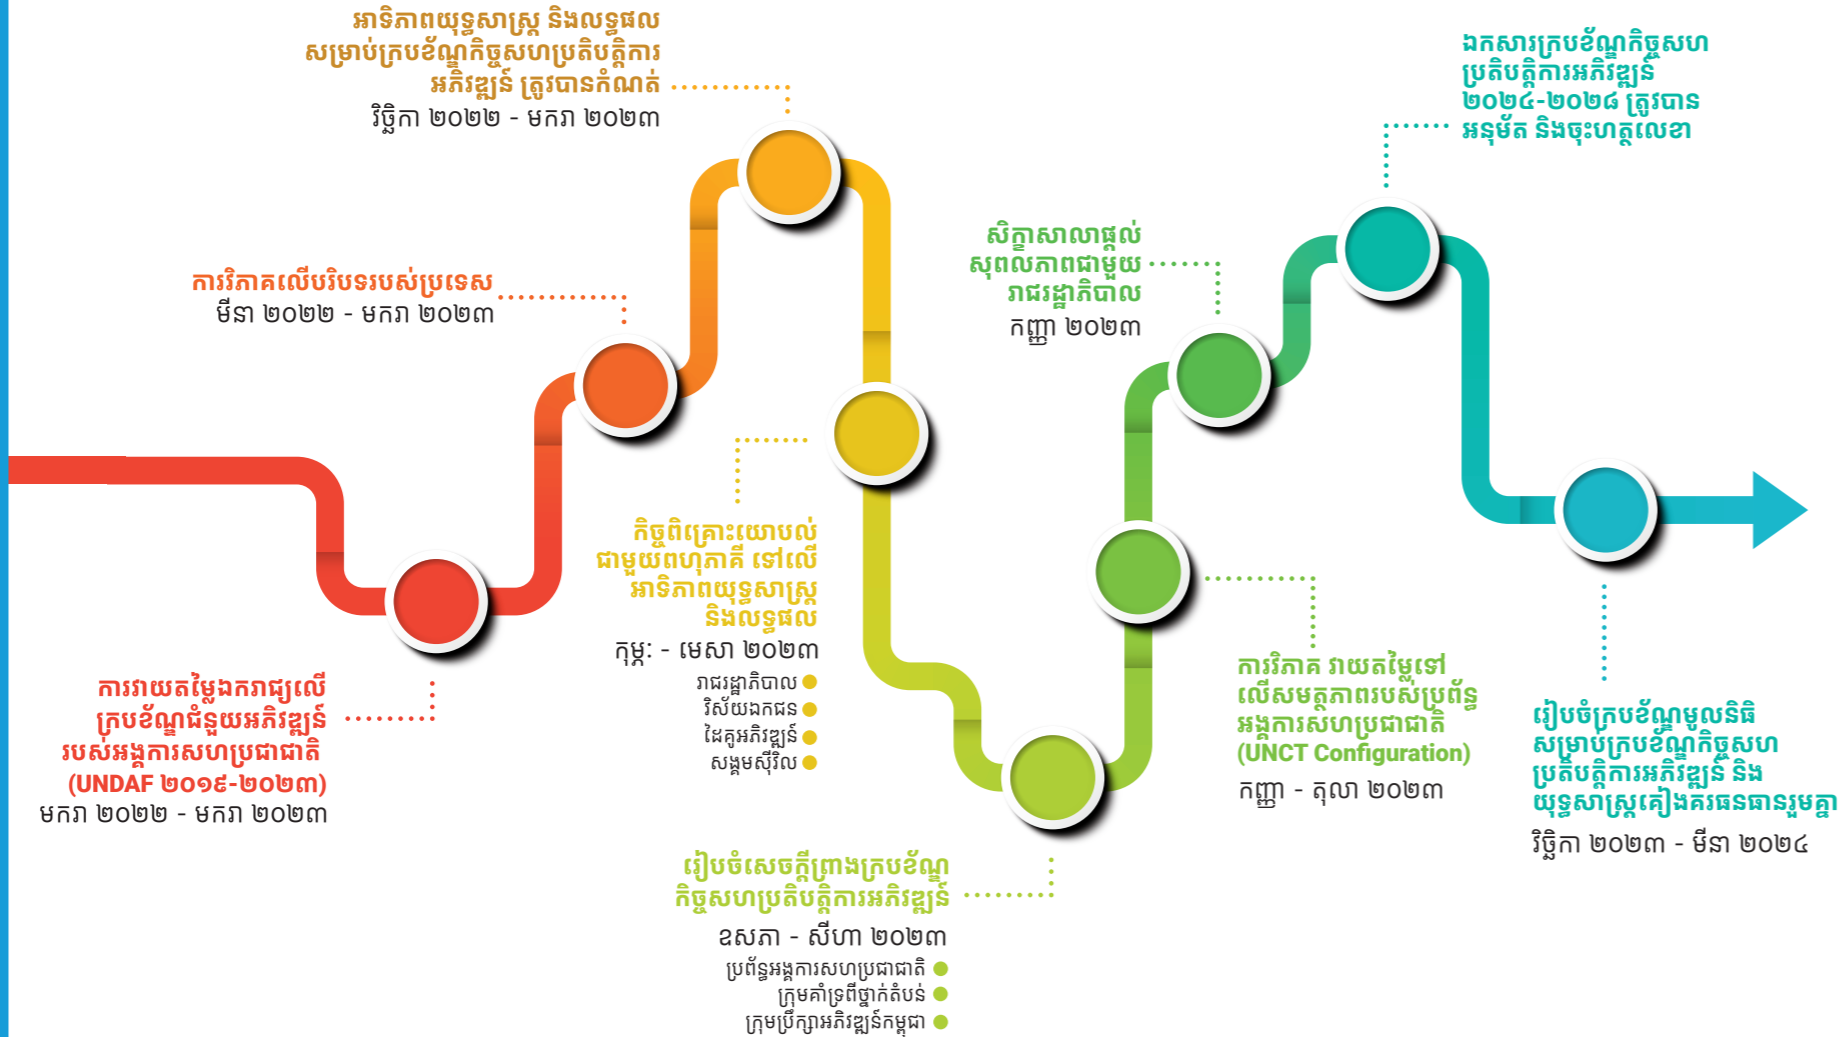 អាទិភាពយុទ្ធសាស្ត្រ និងលទ្ធផល
សម្រាប់ក្របខ័ណ្ឌកិច្ចសហប្រតិបត្តិការ
អភិវឌ្ឍន៍ ត្រូវបានកំណត់
វិច្ឆិកា ២០២២ - មករា ២០២៣
ឯកសារក្របខ័ណ្ឌកិច្ចសហ
ប្រតិបត្តិការអភិវឌ្ឍន៍
២០២៤-២០២៨ ត្រូវបាន
អនុម័ត និងចុះហត្ថលេខា
ការវិភាគលើបរិបទរបស់ប្រទេស
មីនា ២០២២ - មករា ២០២៣
សិក្ខាសាលាផ្តល់
សុពលភាពជាមួយ
រាជរដ្ឋាភិបាល
កញ្ញា ២០២៣
ការវាយតម្លៃឯករាជ្យលើ
ក្របខ័ណ្ឌជំនួយអភិវឌ្ឍន៍
របស់អង្គការសហប្រជាជាតិ
(UNDAF ២០១៩-២០២៣)
មករា ២០២២ - មករា ២០២៣
កិច្ចពិគ្រោះយោបល់
ជាមួយពហុភាគី ទៅលើ
អាទិភាពយុទ្ធសាស្ត្រ
និងលទ្ធផល
កុម្ភៈ - មេសា ២០២៣
រាជរដ្ឋាភិបាល
វិស័យឯកជន
ដៃគូអភិវឌ្ឍន៍
សង្គមស៊ីវិល
រៀបចំសេចក្តីព្រាងក្របខ័ណ្ឌ
កិច្ចសហប្រតិបត្តិការអភិវឌ្ឍន៍
ឧសភា - សីហា ២០២៣
ប្រព័ន្ធអង្គការសហប្រជាជាតិ
ក្រុមគាំទ្រពីថ្នាក់តំបន់
ក្រុមប្រឹក្សាអភិវឌ្ឍន៍កម្ពុជា
ការវិភាគ វាយតម្លៃទៅ
លើសមត្ថភាពរបស់ប្រព័ន្ធ
អង្គការសហប្រជាជាតិ
(UNCT Configuration)
កញ្ញា - តុលា ២០២៣
រៀបចំក្របខ័ណ្ឌមូលនិធិ
សម្រាប់ក្របខ័ណ្ឌកិច្ចសហ
ប្រតិបត្តិការអភិវឌ្ឍន៍ និង
យុទ្ធសាស្ត្រគៀងគរធនធានរួមគ្នា
វិច្ឆិកា ២០២៣ - មីនា ២០២៤